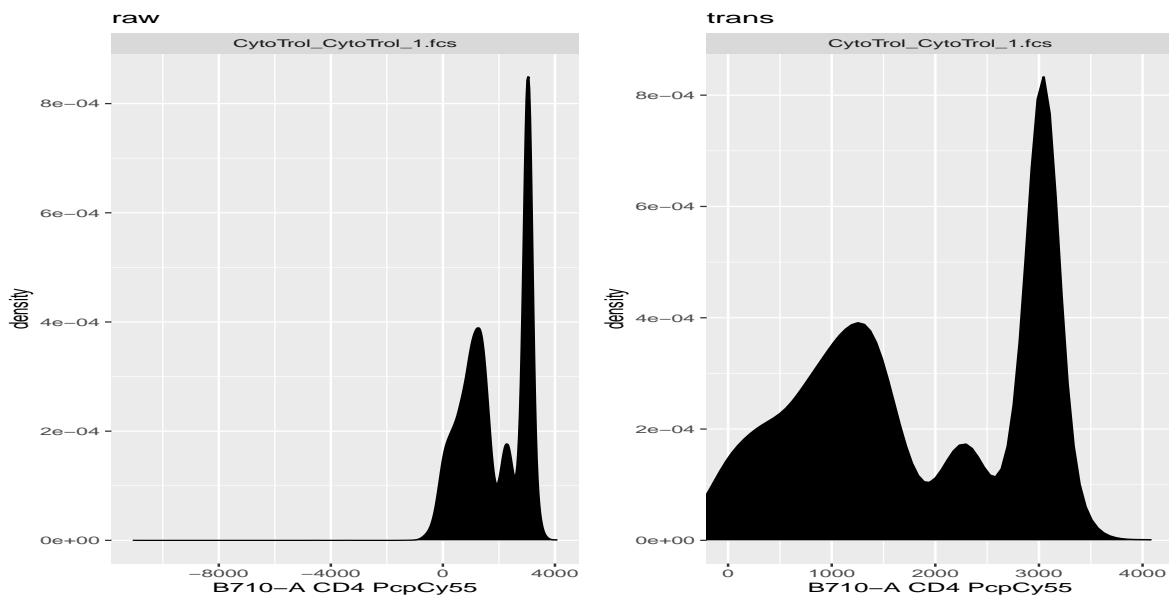 raw
CytoTrol_CytoTrol_1.fcs
8e−04
6e−04
4e−04
2e−04
0e+00
density
−8000 −4000 0 4000
B710−A CD4 PcpCy55
trans
CytoTrol_CytoTrol_1.fcs
8e−04
6e−04
4e−04
2e−04
0e+00
density
0 1000 2000 3000 4000
B710−A CD4 PcpCy55